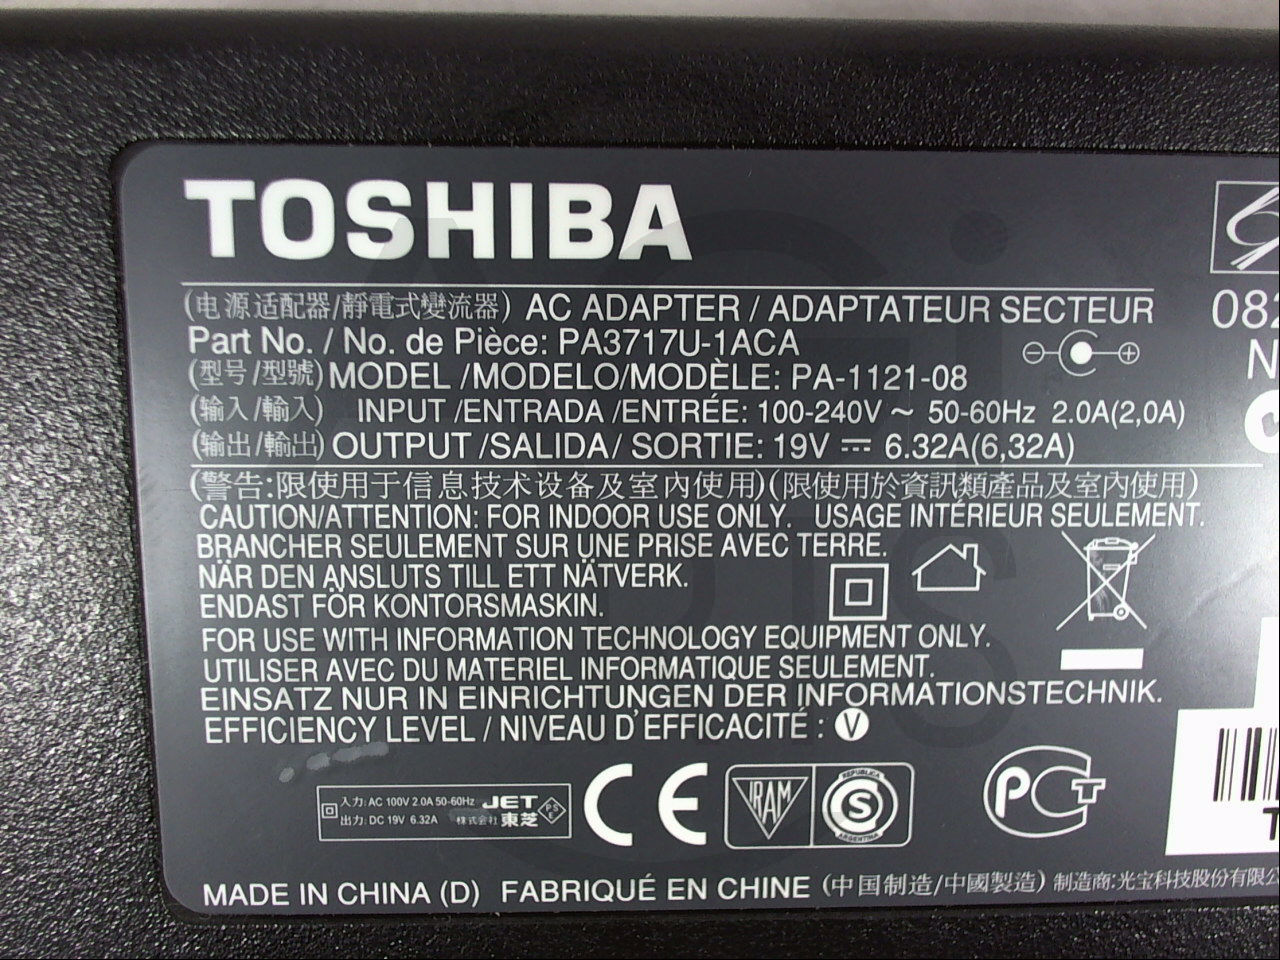 TOSHIBA
(电源适配器/靜電式變流器) AC ADAPTER / ADAPTATEUR SECTEUR
Part No. / No. de Pièce: PA3717U-1ACA
(型号/型號) MODEL /MODELO/MODÈLE: PA-1121-08
(输入/輸入) INPUT /ENTRADA /ENTRÉE: 100-240V ~ 50-60Hz 2.0A(2,0A)
(输出/輸出) OUTPUT /SALIDA/ SORTIE: 19V ⎓ 6.32A(6,32A)
(警告:限使用于信息技术设备及室內使用)(限使用於資訊類產品及室內使用)
CAUTION/ATTENTION: FOR INDOOR USE ONLY. USAGE INTÉRIEUR SEULEMENT.
BRANCHER SEULEMENT SUR UNE PRISE AVEC TERRE.
NÄR DEN ANSLUTS TILL ETT NÄTVERK.
ENDAST FÖR KONTORSMASKIN.
FOR USE WITH INFORMATION TECHNOLOGY EQUIPMENT ONLY.
UTILISER AVEC DU MATERIEL INFORMATIQUE SEULEMENT.
EINSATZ NUR IN EINRICHTUNGEN DER INFORMATIONSTECHNIK.
EFFICIENCY LEVEL / NIVEAU D'EFFICACITÉ : V
入力: AC 100V 2.0A 50-60Hz JET PSE
出力: DC 19V 6.32A 株式会社 東芝
CE
IRAM
REPUBLICA S ARGENTINA
PCT
MADE IN CHINA (D) FABRIQUÉ EN CHINE (中国制造/中國製造) 制造商:光宝科技股份有限公
082
N
T